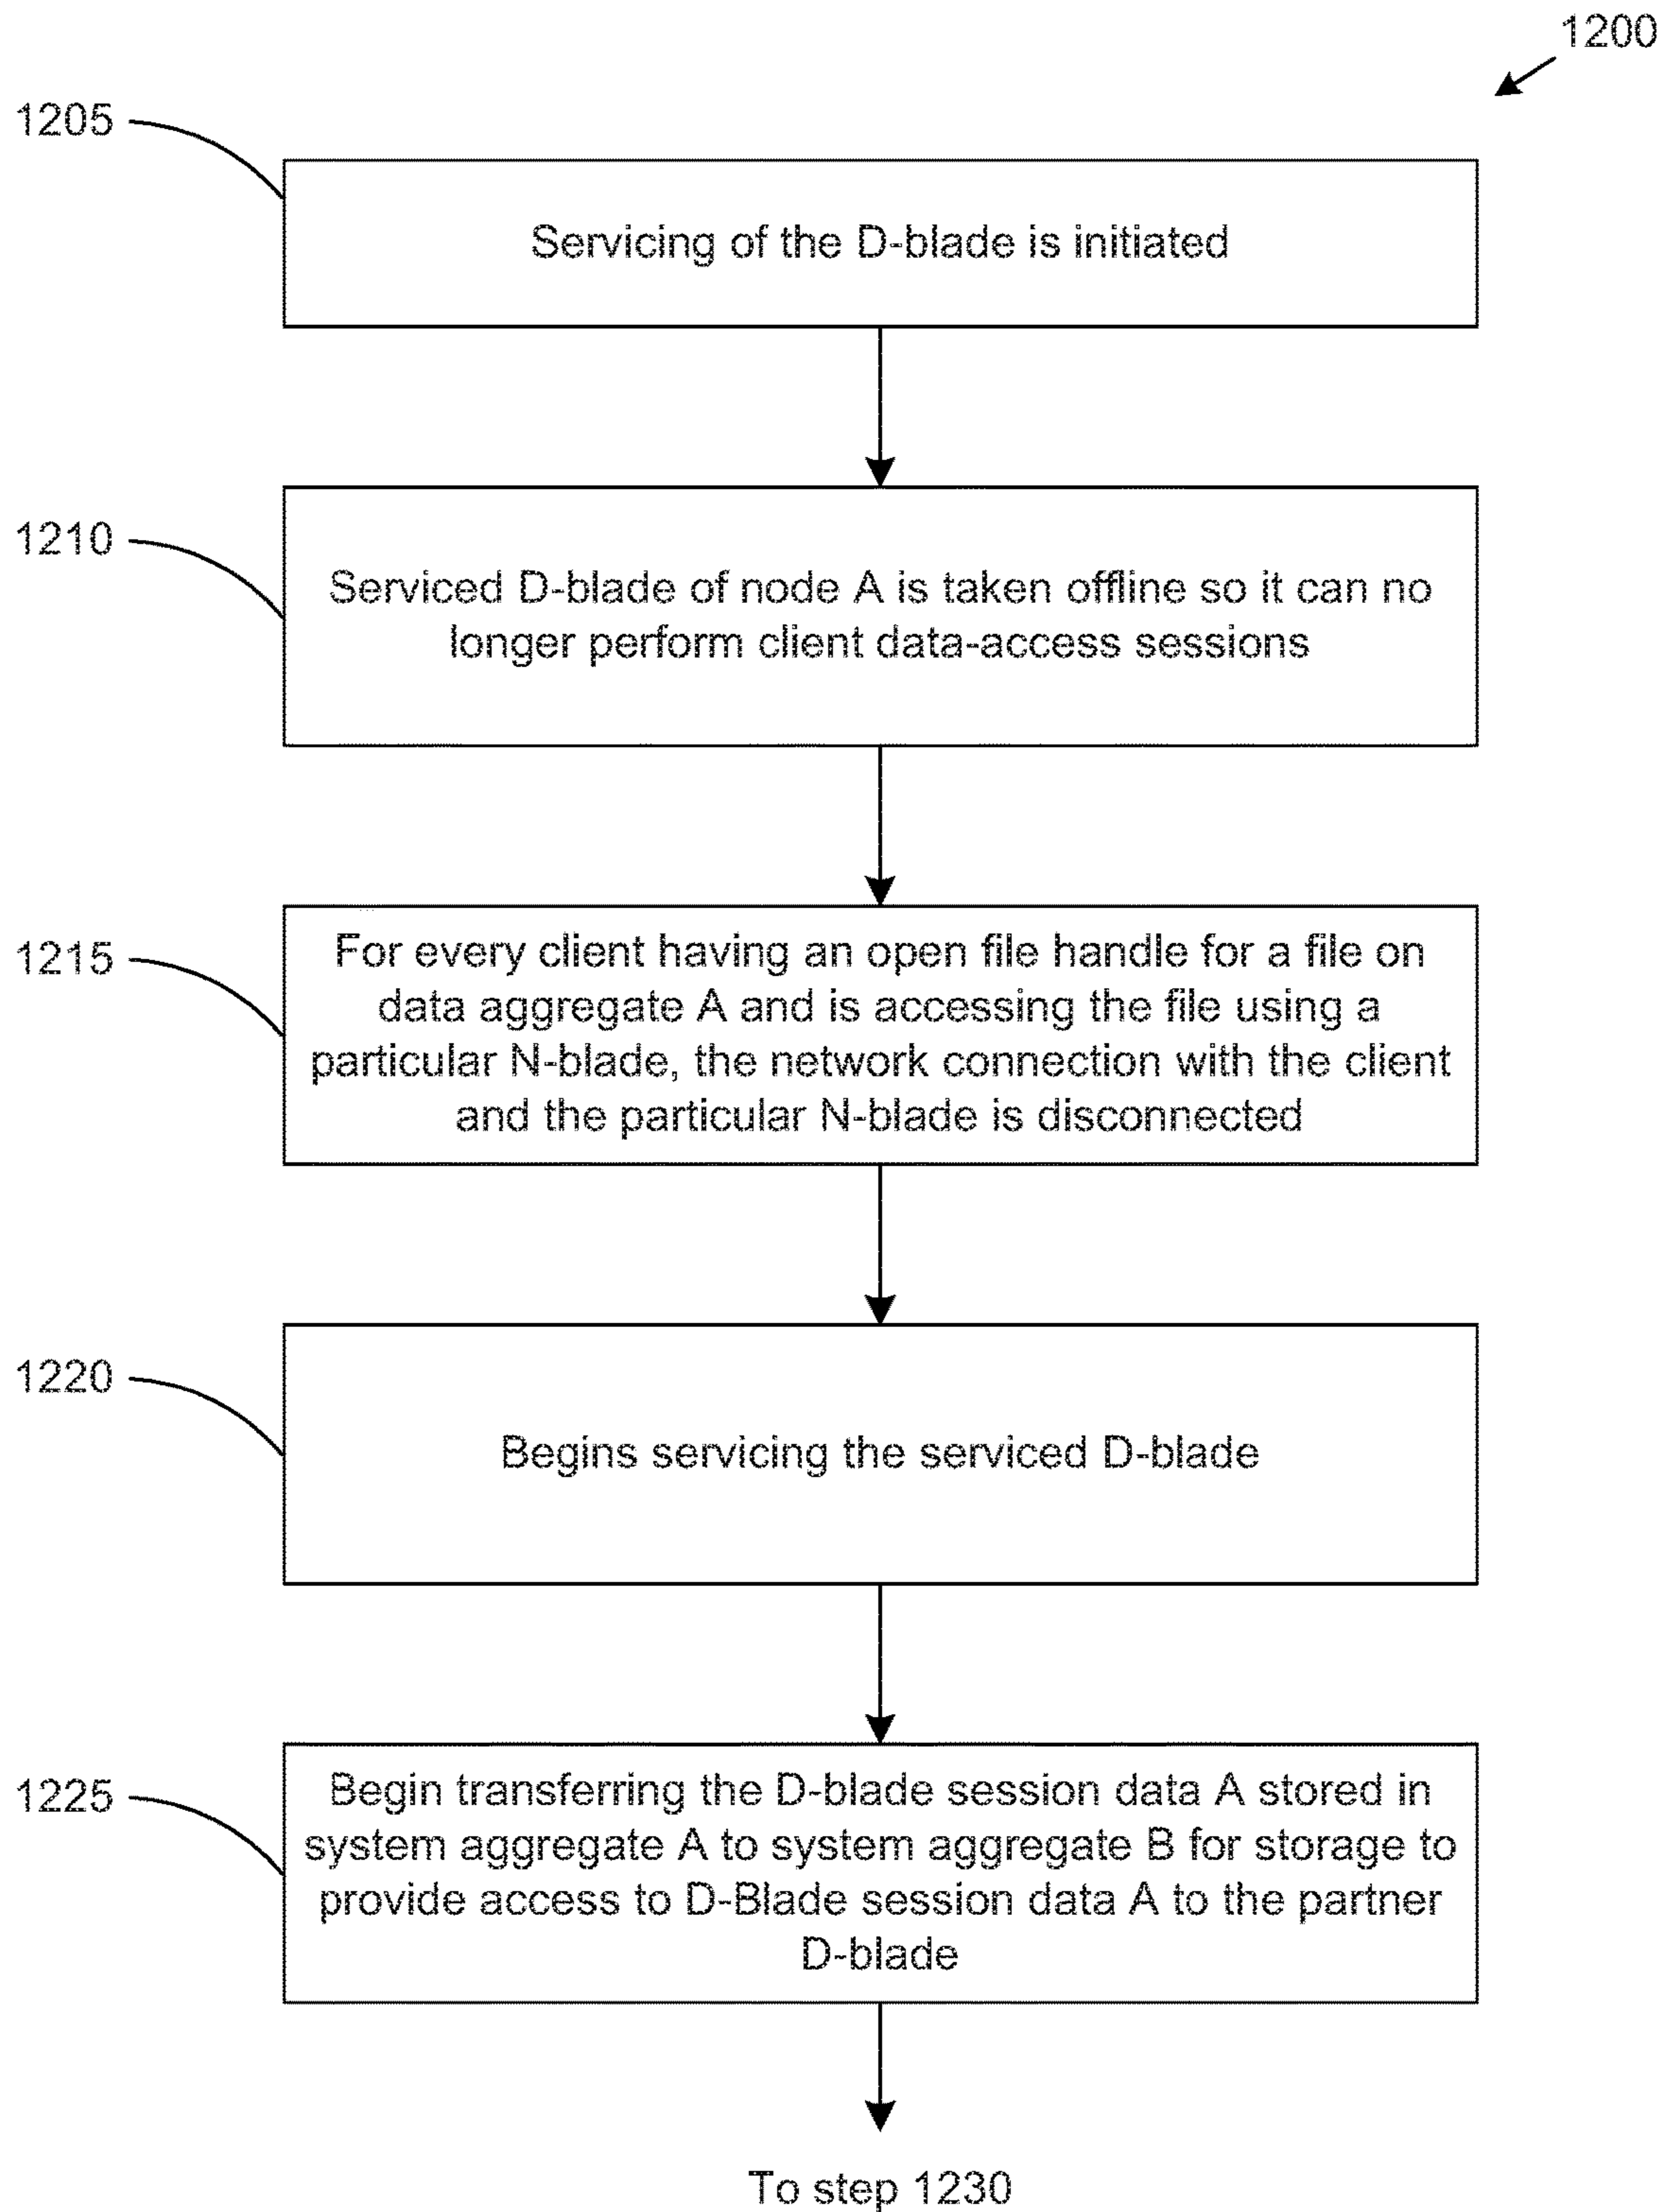 1200
1205
Servicing of the D-blade is initiated
1210
Serviced D-blade of node A is taken offline so it can no
longer perform client data-access sessions
1215
For every client having an open file handle for a file on
data aggregate A and is accessing the file using a
particular N-blade, the network connection with the client
and the particular N-blade is disconnected
1220
Begins servicing the serviced D-blade
1225
Begin transferring the D-blade session data A stored in
system aggregate A to system aggregate B for storage to
provide access to D-Blade session data A to the partner
D-blade
To step 1230